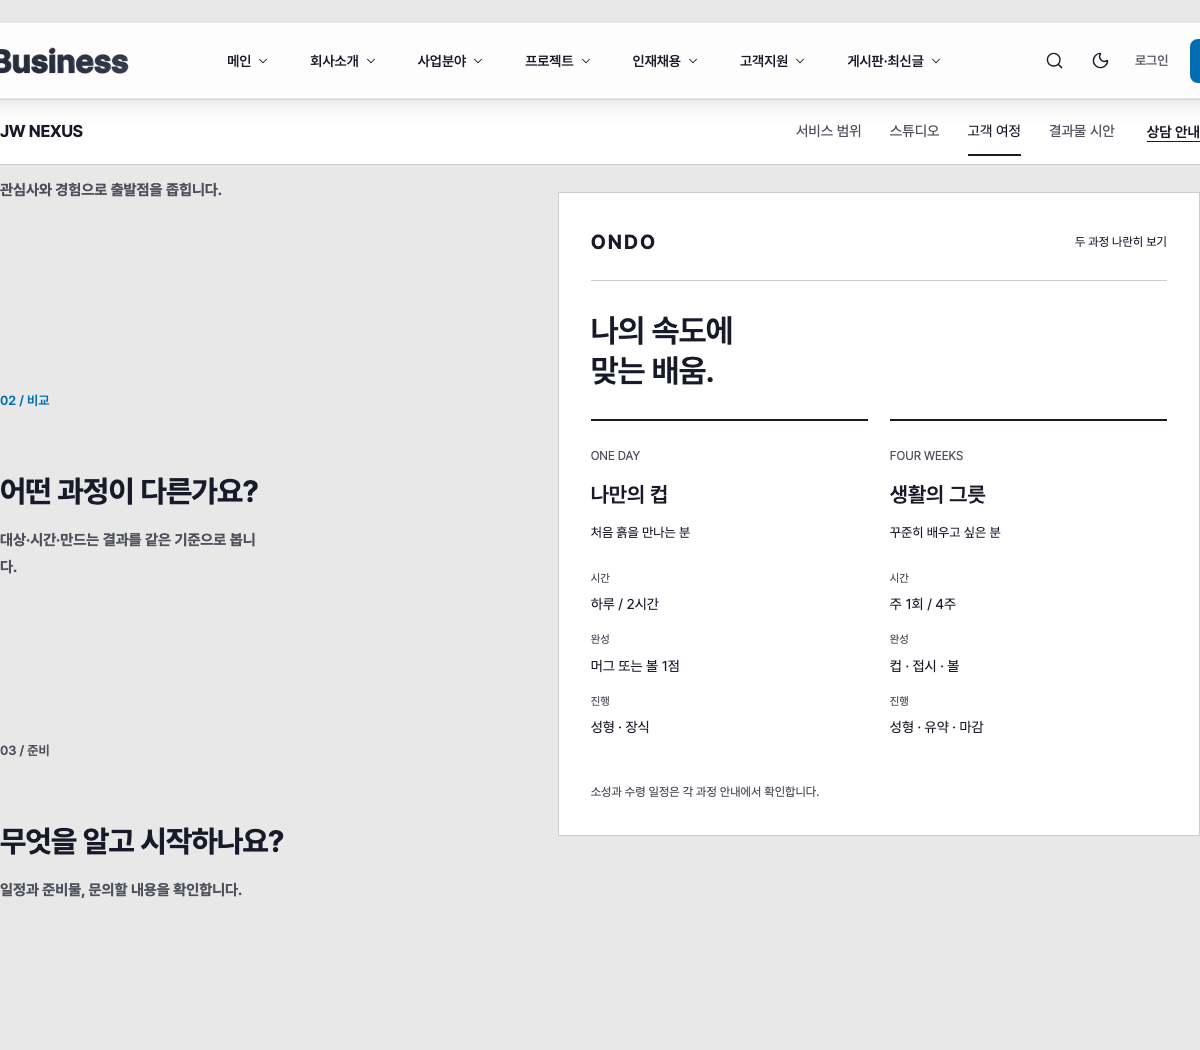 Business
메인
회사소개
사업분야
프로젝트
인재채용
고객지원
게시판·최신글
로그인
JW NEXUS
서비스 범위
스튜디오
고객 여정
결과물 시안
상담 안내
관심사와 경험으로 출발점을 좁힙니다.
02 / 비교
어떤 과정이 다른가요?
대상·시간·만드는 결과를 같은 기준으로 봅니
다.
03 / 준비
무엇을 알고 시작하나요?
일정과 준비물, 문의할 내용을 확인합니다.
ONDO
두 과정 나란히 보기
나의 속도에
맞는 배움.
ONE DAY
나만의 컵
처음 흙을 만나는 분
시간
하루 / 2시간
완성
머그 또는 볼 1점
진행
성형 · 장식
FOUR WEEKS
생활의 그릇
꾸준히 배우고 싶은 분
시간
주 1회 / 4주
완성
컵 · 접시 · 볼
진행
성형 · 유약 · 마감
소성과 수령 일정은 각 과정 안내에서 확인합니다.